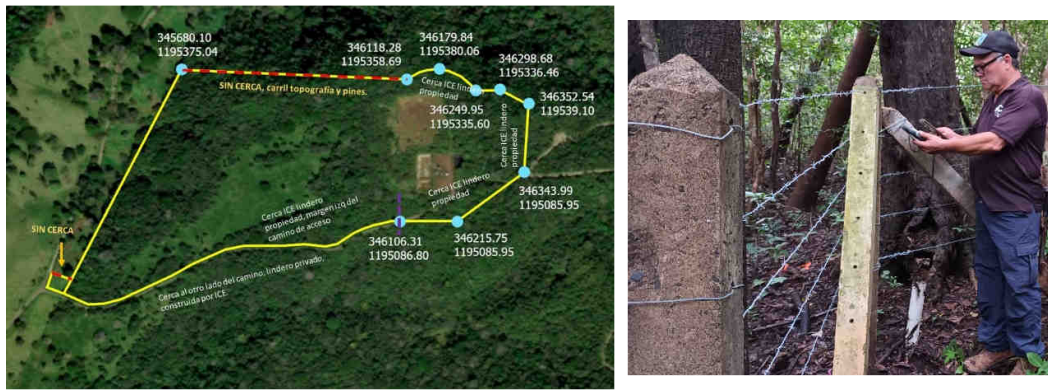 345680.10
1195375.04
346118.28
1195358.69
346179.84
1195380.06
346298.68
1195336.46
346249.95
1195335.60
346352.54
119539.10
SIN CERCA, carril topografía y pines.
Cerca ICE lindero
propiedad
Cerca ICE lindero
propiedad
Cerca ICE lindero
propiedad
346343.99
1195085.95
346215.75
1195085.95
346106.31
1195086.80
Cerca ICE lindero
propiedad, margen izq del
camino de acceso
SIN CERCA
Cerca al otro lado del camino, lindero privado,
construida por ICE.